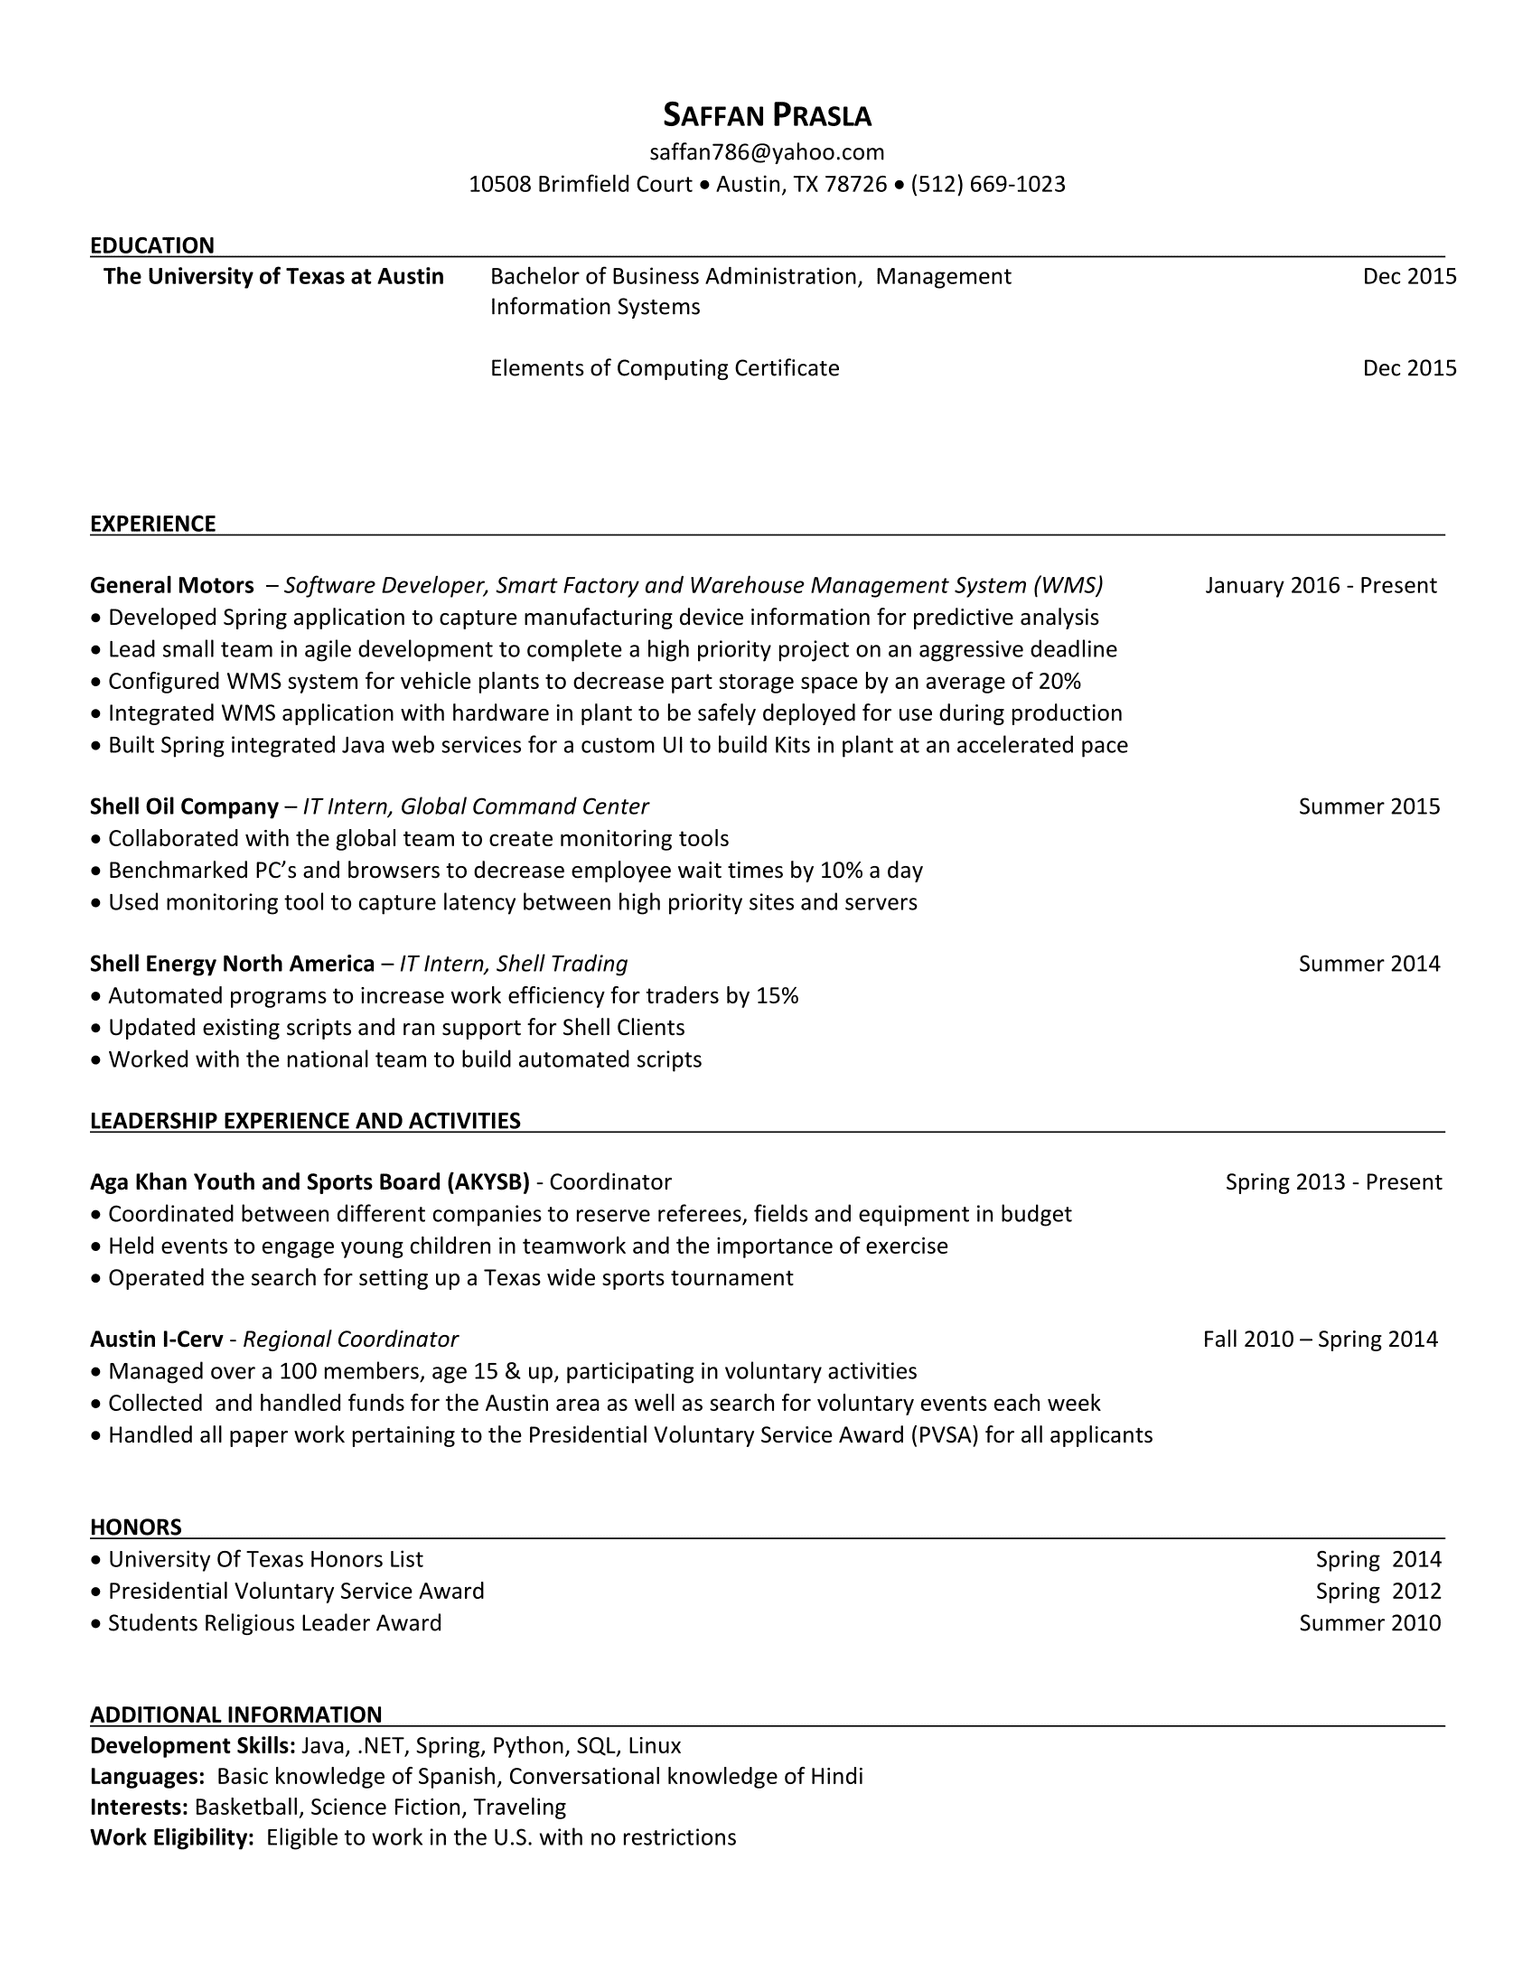 SAFFAN PRASLA
saffan786@yahoo.com
10508 Brimfield Court • Austin, TX 78726 • (512) 669-1023
EDUCATION
The University of Texas at Austin Bachelor of Business Administration,  Management Dec 2015
Information Systems
Elements of Computing Certificate Dec 2015
EXPERIENCE
General Motors  – Software Developer, Smart Factory and Warehouse Management System (WMS) January 2016 - Present
• Developed Spring application to capture manufacturing device information for predictive analysis
• Lead small team in agile development to complete a high priority project on an aggressive deadline
• Configured WMS system for vehicle plants to decrease part storage space by an average of 20%
• Integrated WMS application with hardware in plant to be safely deployed for use during production
• Built Spring integrated Java web services for a custom UI to build Kits in plant at an accelerated pace
Shell Oil Company – IT Intern, Global Command Center Summer 2015
• Collaborated with the global team to create monitoring tools
• Benchmarked PC’s and browsers to decrease employee wait times by 10% a day
• Used monitoring tool to capture latency between high priority sites and servers
Shell Energy North America – IT Intern, Shell Trading Summer 2014
• Automated programs to increase work efficiency for traders by 15%
• Updated existing scripts and ran support for Shell Clients
• Worked with the national team to build automated scripts
LEADERSHIP EXPERIENCE AND ACTIVITIES
Aga Khan Youth and Sports Board (AKYSB) - Coordinator Spring 2013 - Present
• Coordinated between different companies to reserve referees, fields and equipment in budget
• Held events to engage young children in teamwork and the importance of exercise
• Operated the search for setting up a Texas wide sports tournament
Austin I-Cerv - Regional Coordinator Fall 2010 – Spring 2014
• Managed over a 100 members, age 15 & up, participating in voluntary activities
• Collected  and handled funds for the Austin area as well as search for voluntary events each week
• Handled all paper work pertaining to the Presidential Voluntary Service Award (PVSA) for all applicants
HONORS
• University Of Texas Honors List Spring  2014
• Presidential Voluntary Service Award Spring  2012
• Students Religious Leader Award Summer 2010
ADDITIONAL INFORMATION
Development Skills: Java, .NET, Spring, Python, SQL, Linux
Languages:  Basic knowledge of Spanish, Conversational knowledge of Hindi
Interests: Basketball, Science Fiction, Traveling
Work Eligibility:  Eligible to work in the U.S. with no restrictions